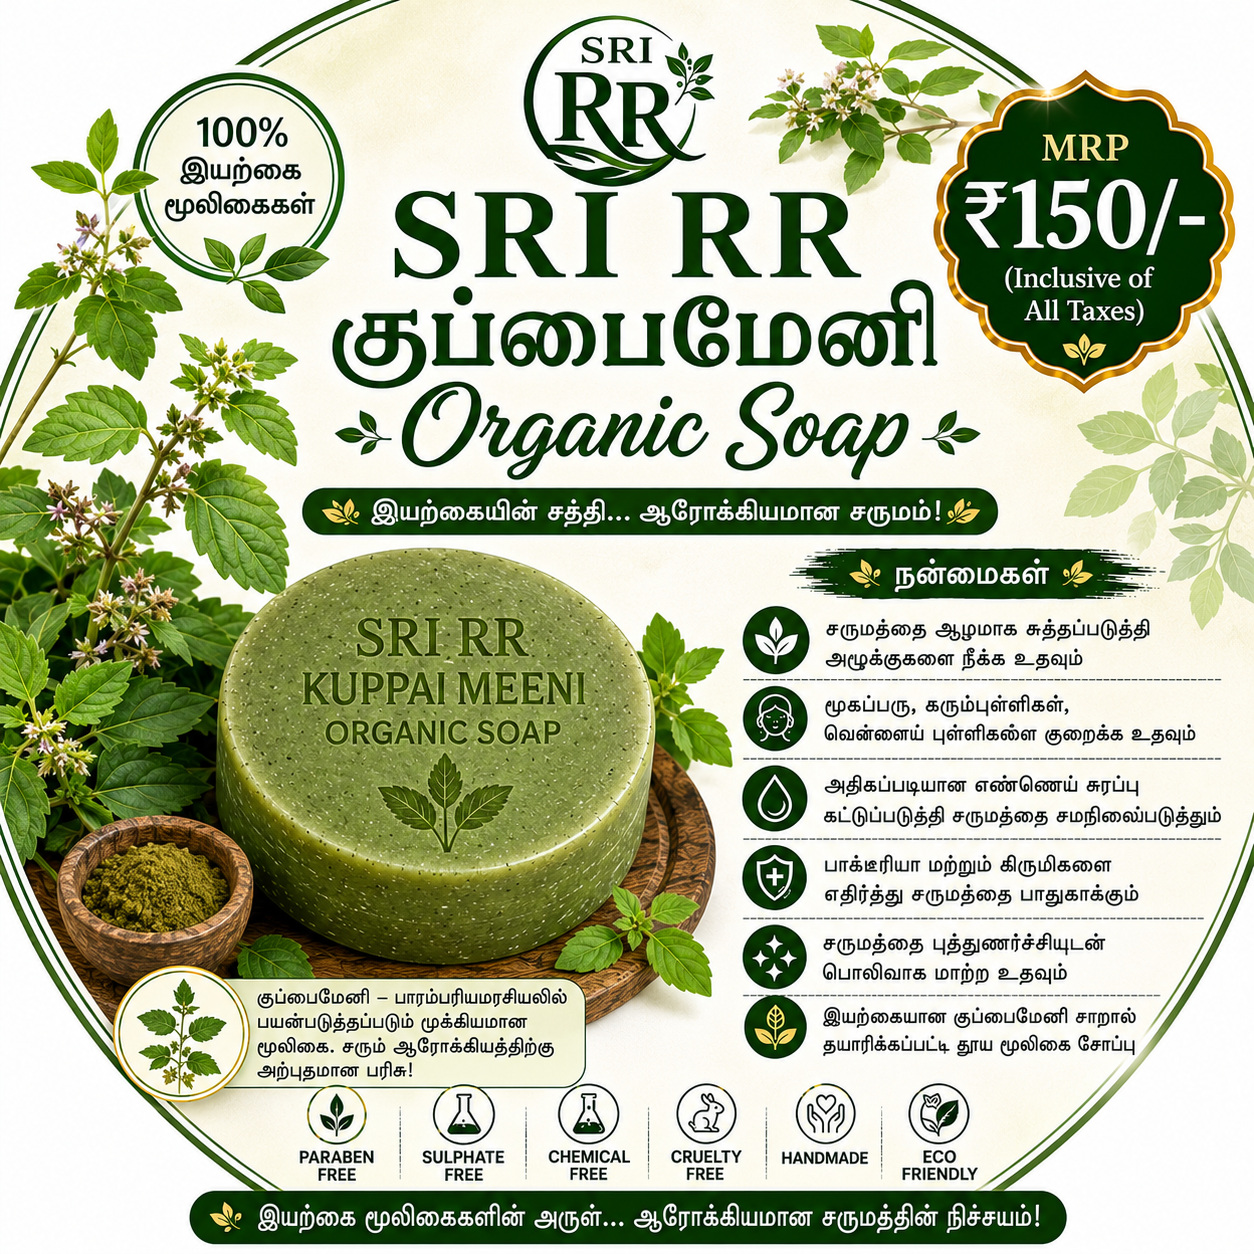 SRI
RR
100%
இயற்கை
மூலிகைகள்
MRP
₹150/-
(Inclusive of
All Taxes)
SRI RR
குப்பைமேனி
Organic Soap
இயற்கையின் சத்தி... ஆரோக்கியமான சருமம்!
SRI RR
KUPPAI MEENI
ORGANIC SOAP
நன்மைகள்
சருமத்தை ஆழமாக சுத்தப்படுத்தி
அழுக்குகளை நீக்க உதவும்
மூகப்பரு, கரும்புள்ளிகள்,
வென்ளைய் புள்ளிகளை குறைக்க உதவும்
அதிகப்படியான எண்ணெய் சுரப்பு
கட்டுப்படுத்தி சருமத்தை சமநிலைப்படுத்தும்
பாக்டீரியா மற்றும் கிருமிகளை
எதிர்த்து சருமத்தை பாதுகாக்கும்
சருமத்தை புத்துணர்ச்சியுடன்
பொலிவாக மாற்ற உதவும்
இயற்கையான குப்பைமேனி சாறால்
தயாரிக்கப்பட்டி தூய மூலிகை சோப்பு
குப்பைமேனி – பாரம்பரியமரசியலில்
பயன்படுத்தப்படும் முக்கியமான
மூலிகை. சரும் ஆரோக்கியத்திற்கு
அற்புதமான பரிசு!
PARABEN
FREE
SULPHATE
FREE
CHEMICAL
FREE
CRUELTY
FREE
HANDMADE
ECO
FRIENDLY
இயற்கை மூலிகைகளின் அருள்... ஆரோக்கியமான சருமத்தின் நிச்சயம்!